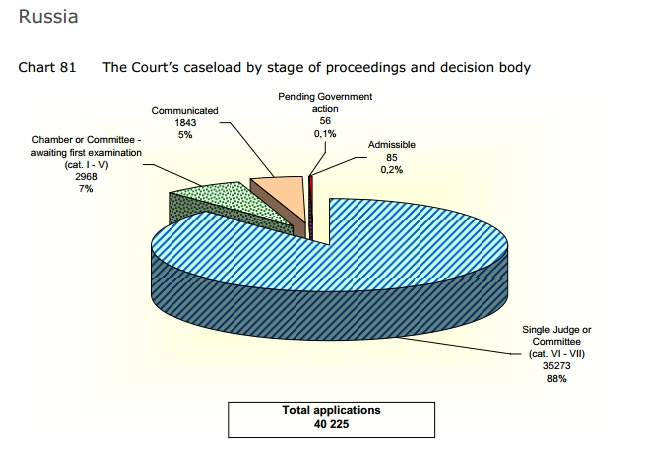 Russia
Chart 81 The Court's caseload by stage of proceedings and decision body
Pending Government
action
56
0,1%
Communicated
1843
5%
Admissible
85
0,2%
Chamber or Committee -
awaiting first examination
(cat. I - V)
2968
7%
Single Judge or
Committee
(cat. VI - VII)
35273
88%
Total applications
40 225